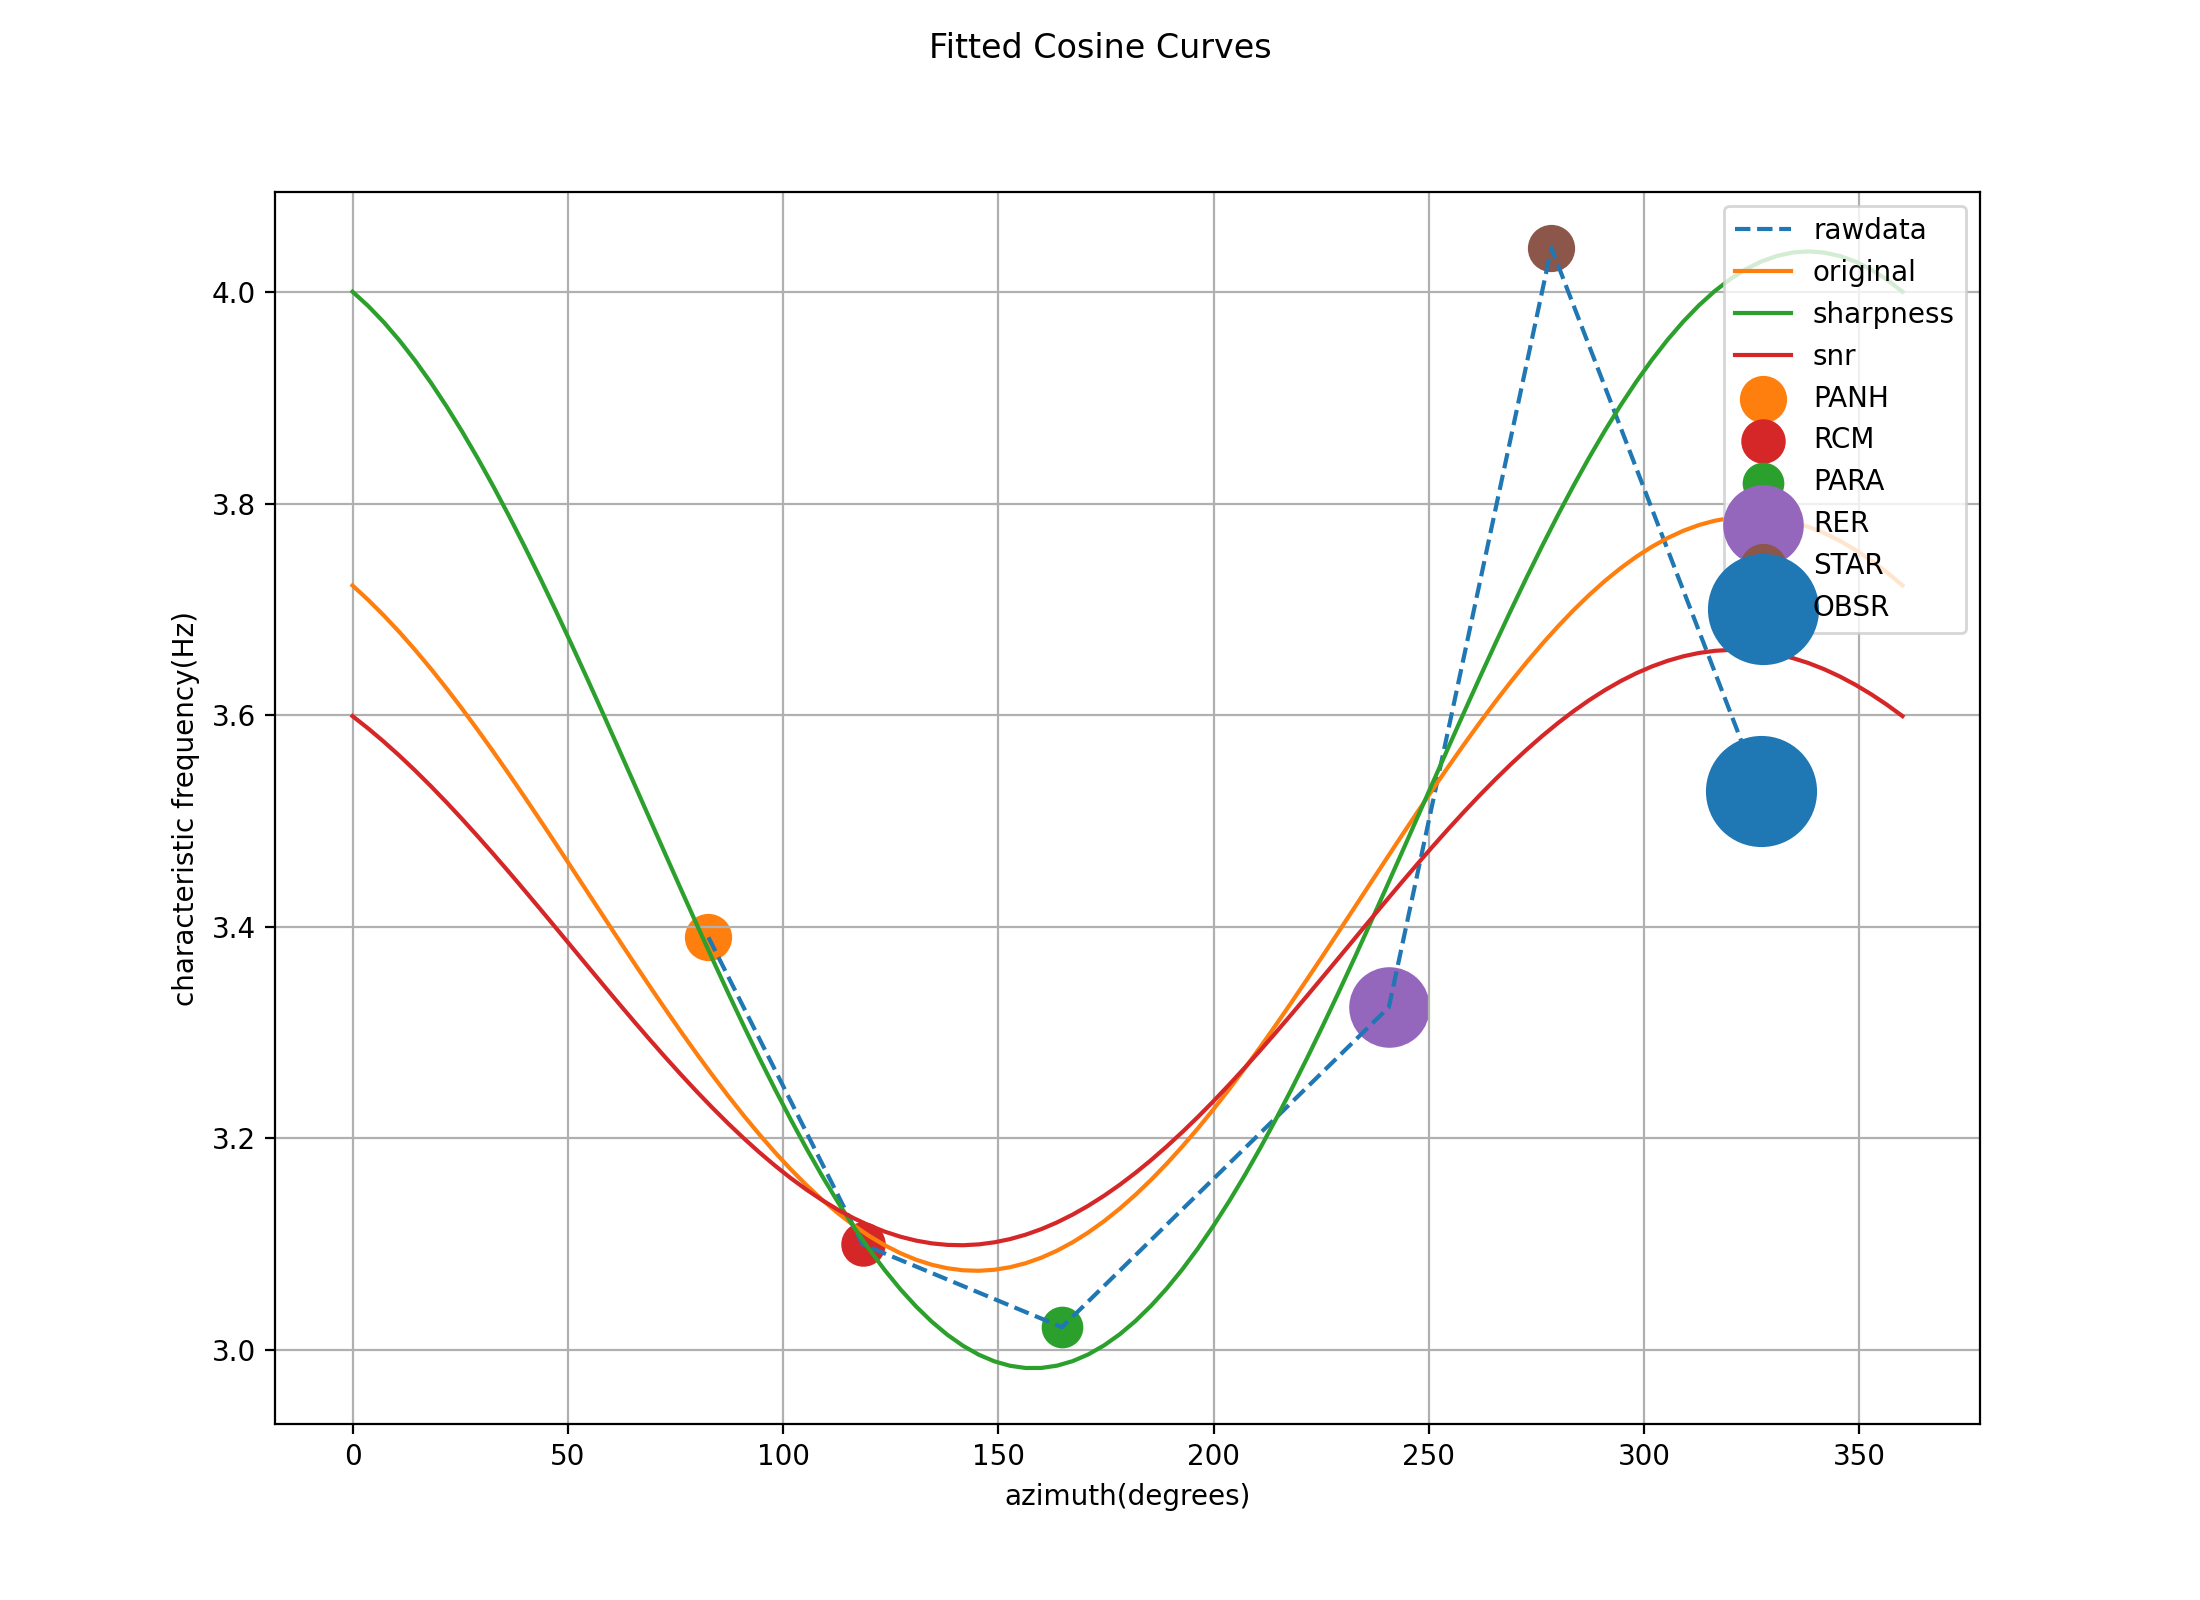 Fitted Cosine Curves
rawdata
original
sharpness
snr
PANH
RCM
PARA
RER
STAR
OBSR
characteristic frequency(Hz)
4.0
3.8
3.6
3.4
3.2
3.0
0 50 100 150 200 250 300 350
azimuth(degrees)